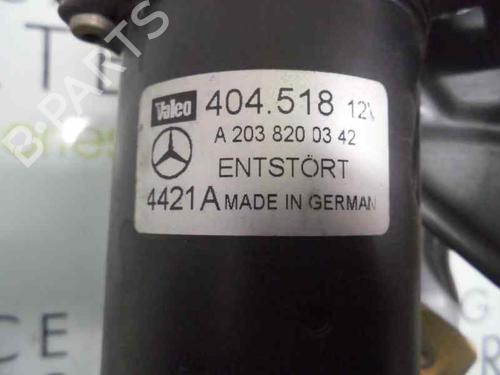 Valeo 404.518 12V
A 203 820 03 42
ENTSTÖRT
4421A MADE IN GERMAN
B-Parts